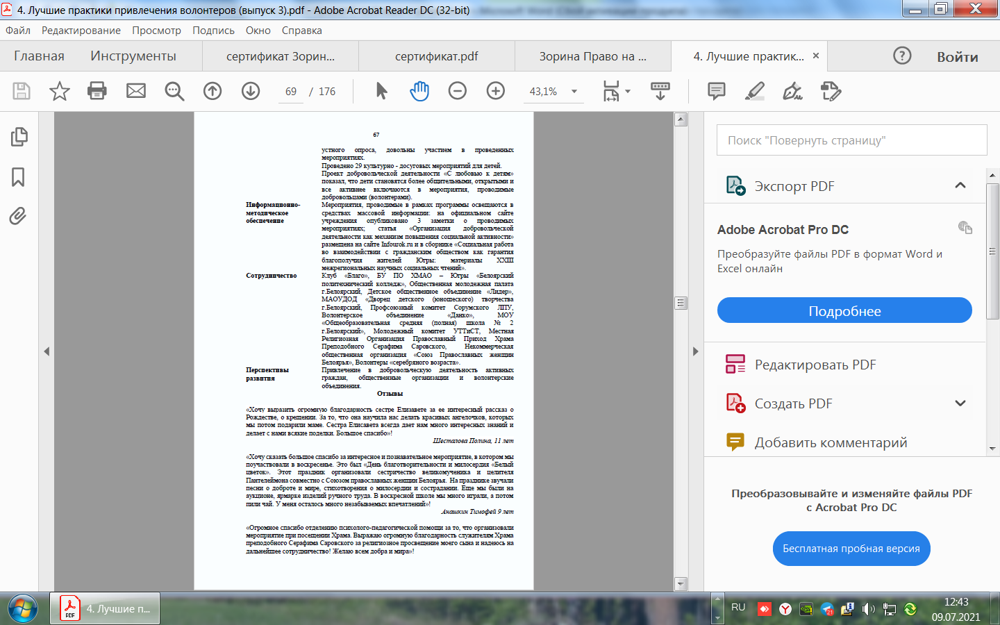 4. Лучшие практики привлечения волонтеров (выпуск 3).pdf - Adobe Acrobat Reader DC (32-bit)
Файл Редактирование Просмотр Подпись Окно Справка
Главная Инструменты сертификат Зорин... сертификат.pdf Зорина Право на ... 4. Лучшие практик... × Войти
69 / 176 43,1%
67
устного опроса, довольны участием в проведенных
мероприятиях.
Проведено 29 культурно - досуговых мероприятий для детей.
Проект добровольческой деятельности «С любовью к детям»
показал, что дети становятся более общительными, открытыми и
все активнее включаются в мероприятия, проводимые
добровольцами (волонтерами).
Информационно-
методическое
обеспечение
Мероприятия, проводимые в рамках программы освещаются в
средствах массовой информации: на официальном сайте
учреждения опубликовано 3 заметки о проводимых
мероприятиях; статья «Организация добровольческой
деятельности как механизм повышения социальной активности»
размещена на сайте Infourok.ru и в сборнике «Социальная работа
во взаимодействии с гражданским обществом как гарантия
благополучия жителей Югры: материалы XXIII
межрегиональных научных социальных чтений».
Сотрудничество
Клуб «Благо», БУ ПО ХМАО – Югры «Белоярский
политехнический колледж», Общественная молодежная палата
г.Белоярский, Детское общественное объединение «Лидер»,
МАОУДОД «Дворец детского (юношеского) творчества
г.Белоярский, Профсоюзный комитет Сорумского ЛПУ,
Волонтерское объединение «Данко», МОУ
«Общеобразовательная средняя (полная) школа № 2
г.Белоярский», Молодежный комитет УТТиСТ, Местная
Религиозная Организация Православный Приход Храма
Преподобного Серафима Саровского, Некоммерческая
общественная организация «Союз Православных женщин
Белоярья», Волонтеры «серебряного возраста».
Перспективы
развития
Привлечение в добровольческую деятельность активных
граждан, общественные организации и волонтерские
объединения.
Отзывы
«Хочу выразить огромную благодарность сестре Елизавете за ее интересный рассказ о
Рождестве, о крещении. За то, что она научила нас делать красивых ангелочков, которых
мы потом подарили маме. Сестра Елисавета всегда дает нам много интересных знаний и
делает с нами всякие поделки. Большое спасибо»!
Шесталова Полина, 11 лет
«Хочу сказать большое спасибо за интересное и познавательное мероприятие, в котором мы
поучаствовали в воскресенье. Это был «День благотворительности и милосердия «Белый
цветок». Этот праздник организовали сестричество великомученика и целителя
Пантелеймона совместно с Союзом православных женщин Белоярья. На празднике звучали
песни о доброте и мире, стихотворения о милосердии и сострадании. Еще мы были на
аукционе, ярмарке изделий ручного труда. В воскресной школе мы много играли, а потом
пили чай. У меня осталось много незабываемых впечатлений»!
Анашкин Тимофей 9 лет
«Огромное спасибо отделению психолого-педагогической помощи за то, что организовали
мероприятие при посещении Храма. Выражаю огромную благодарность служителям Храма
преподобного Серафима Саровского за религиозное просвещение моего сына и надеюсь на
дальнейшее сотрудничество! Желаю всем добра и мира»!
Поиск "Повернуть страницу"
Экспорт PDF
Adobe Acrobat Pro DC
Преобразуйте файлы PDF в формат Word и
Excel онлайн
Подробнее
Редактировать PDF
Создать PDF
Добавить комментарий
Преобразовывайте и изменяйте файлы PDF
с Acrobat Pro DC
Бесплатная пробная версия
4. Лучшие п...
RU
21
12:43
09.07.2021